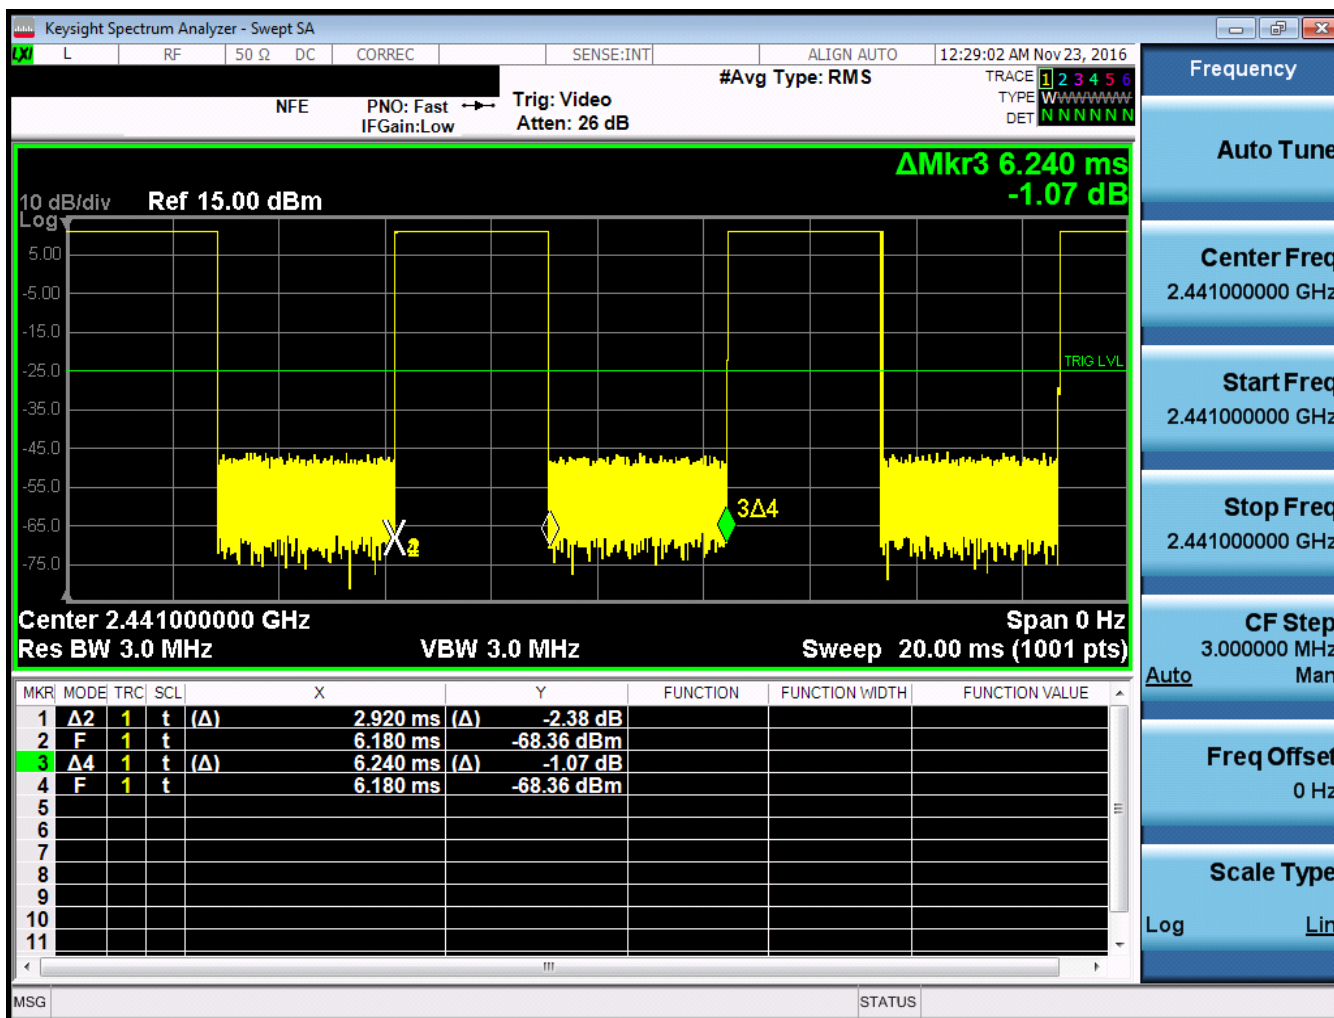 Keysight Spectrum Analyzer - Swept SA
LXI L RF 50 Ω DC CORREC SENSE:INT ALIGN AUTO 12:29:02 AM Nov 23, 2016
#Avg Type: RMS TRACE 1 2 3 4 5 6
NFE PNO: Fast Trig: Video TYPE WWWWWW
IFGain:Low Atten: 26 dB DET N N N N N N
Frequency
Auto Tune
ΔMkr3 6.240 ms
-1.07 dB
10 dB/div Ref 15.00 dBm
Log
5.00
-5.00
-15.0
-25.0
TRIG LVL
-35.0
-45.0
-55.0
-65.0
-75.0
3Δ4
Center 2.441000000 GHz Span 0 Hz
Res BW 3.0 MHz VBW 3.0 MHz Sweep 20.00 ms (1001 pts)
Center Freq
2.441000000 GHz
Start Freq
2.441000000 GHz
Stop Freq
2.441000000 GHz
CF Step
3.000000 MHz
Auto Man
Freq Offset
0 Hz
Scale Type
Log Lin
MKR MODE TRC SCL X Y FUNCTION FUNCTION WIDTH FUNCTION VALUE
1 Δ2 1 t (Δ) 2.920 ms (Δ) -2.38 dB
2 F 1 t 6.180 ms -68.36 dBm
3 Δ4 1 t (Δ) 6.240 ms (Δ) -1.07 dB
4 F 1 t 6.180 ms -68.36 dBm
5
6
7
8
9
10
11
MSG STATUS